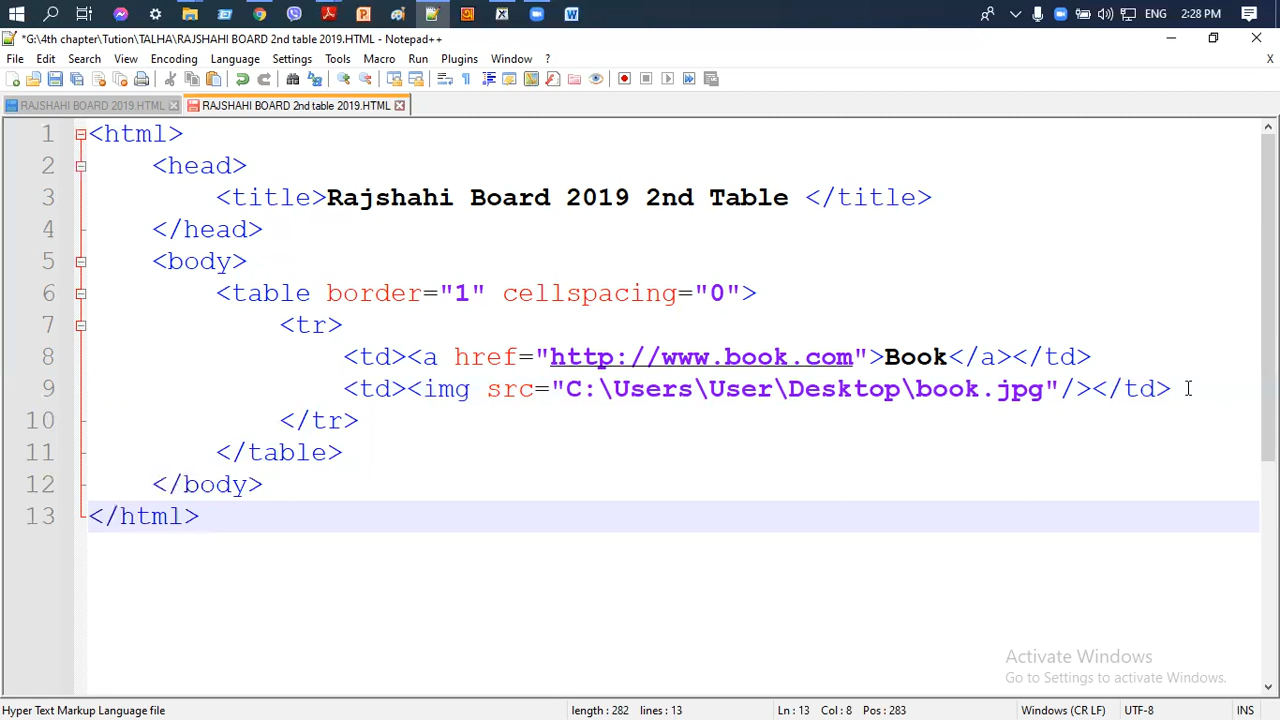 ENG 2:28 PM
*G:\4th chapter\Tution\TALHA\RAJSHAHI BOARD 2nd table 2019.HTML - Notepad++
File Edit Search View Encoding Language Settings Tools Macro Run Plugins Window ? X
RAJSHAHI BOARD 2019.HTML RAJSHAHI BOARD 2nd table 2019.HTML
1 <html>
2 <head>
3 <title>Rajshahi Board 2019 2nd Table </title>
4 </head>
5 <body>
6 <table border="1" cellspacing="0">
7 <tr>
8 <td><a href="http://www.book.com">Book</a></td>
9 <td><img src="C:\Users\User\Desktop\book.jpg"/></td>
10 </tr>
11 </table>
12 </body>
13 </html>
Activate Windows
Go to Settings to activate Windows.
Hyper Text Markup Language file length : 282 lines : 13 Ln : 13 Col : 8 Pos : 283 Windows (CR LF) UTF-8 INS